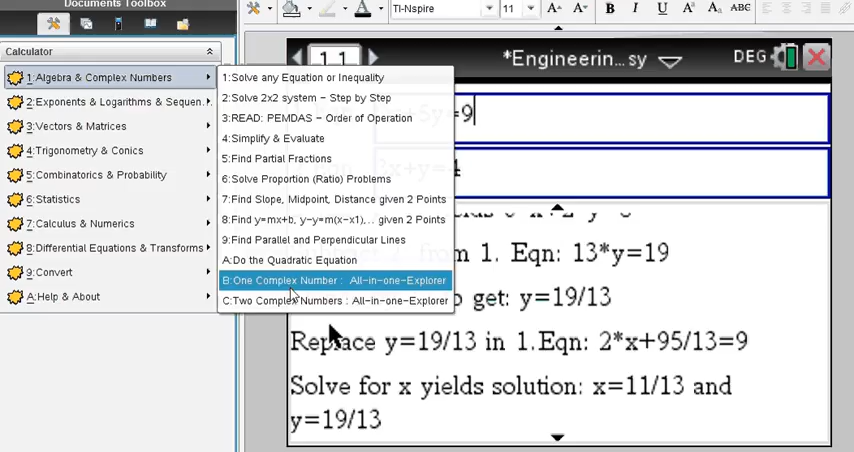 Documents Toolbox
TI-Nspire
11
B I U A A ABC
Calculator
1:Algebra & Complex Numbers
2:Exponents & Logarithms & Sequen..
3:Vectors & Matrices
4:Trigonometry & Conics
5:Combinatorics & Probability
6:Statistics
7:Calculus & Numerics
8:Differential Equations & Transforms
9:Convert
A:Help & About
1:Solve any Equation or Inequality
2:Solve 2x2 system – Step by Step
3:READ: PEMDAS – Order of Operation
4:Simplify & Evaluate
5:Find Partial Fractions
6:Solve Proportion (Ratio) Problems
7:Find Slope, Midpoint, Distance given 2 Points
8:Find y=mx+b, y-y=m(x-x1),... given 2 Points
9:Find Parallel and Perpendicular Lines
A:Do the Quadratic Equation
B:One Complex Number : All-in-one-Explorer
C:Two Complex Numbers : All-in-one-Explorer
1.1
*Engineerin...sy
DEG
+5y=9
3x+y=-4
from 1. Eqn: 13*y=19
o get: y=19/13
Replace y=19/13 in 1.Eqn: 2*x+95/13=9
Solve for x yields solution: x=11/13 and
y=19/13